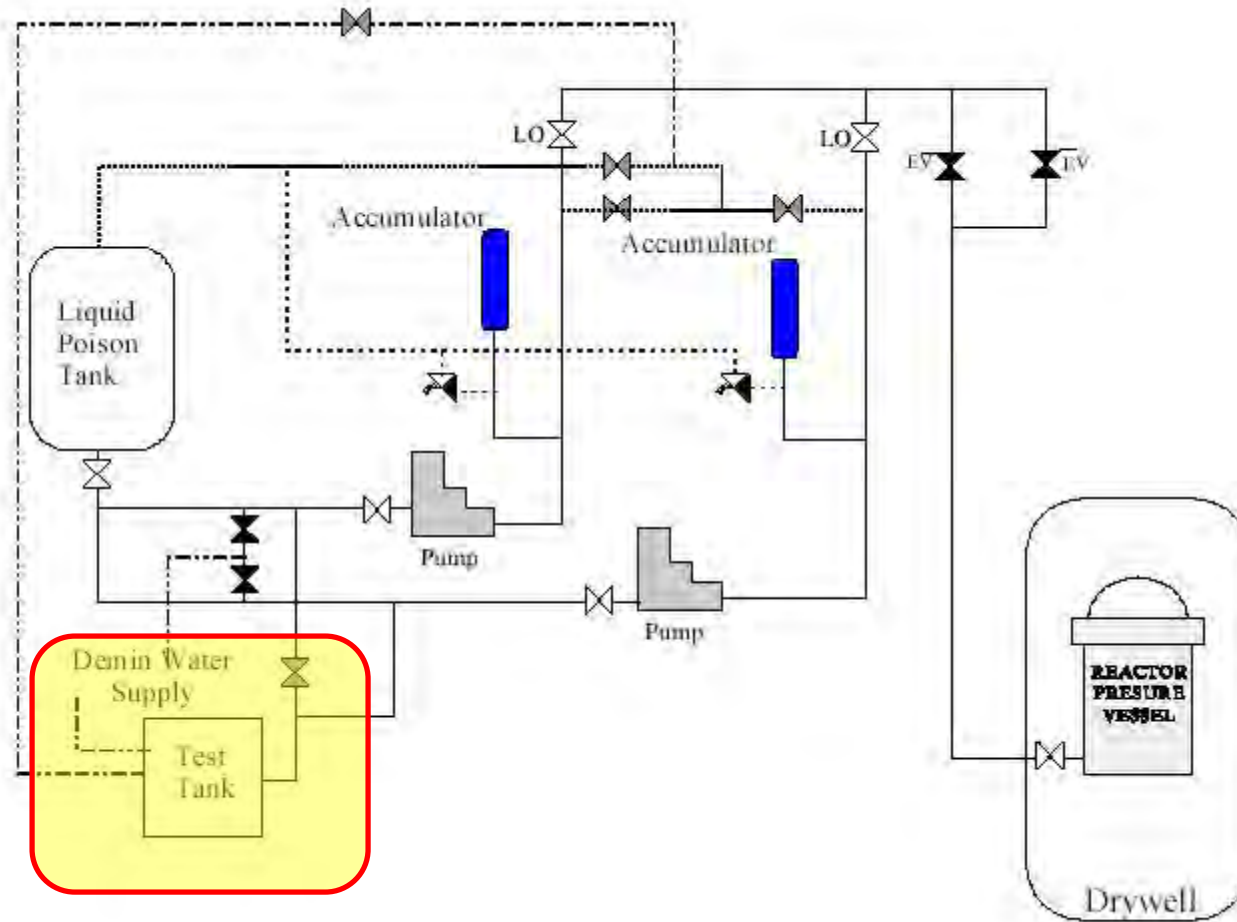 LO
LO
EV
EV
Accumulator
Accumulator
Liquid
Poison
Tank
Pump
Pump
Demin Water
Supply
Test
Tank
REACTOR
PRESURE
VESSEL
Drywell